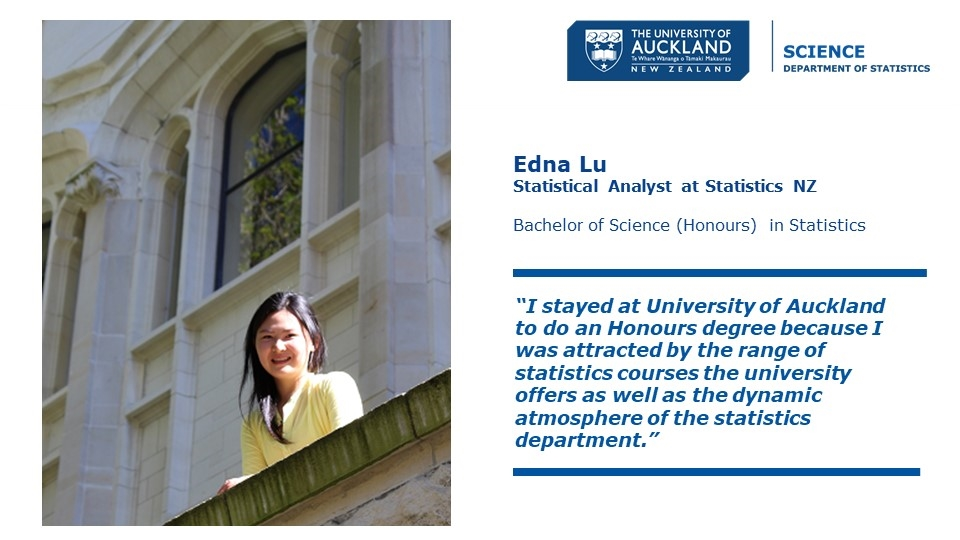 THE UNIVERSITY OF
AUCKLAND
Te Whare Wānanga o Tāmaki Makaurau
NEW ZEALAND
SCIENCE
DEPARTMENT OF STATISTICS
Edna Lu
Statistical Analyst at Statistics NZ
Bachelor of Science (Honours) in Statistics
“I stayed at University of Auckland
to do an Honours degree because I
was attracted by the range of
statistics courses the university
offers as well as the dynamic
atmosphere of the statistics
department.”